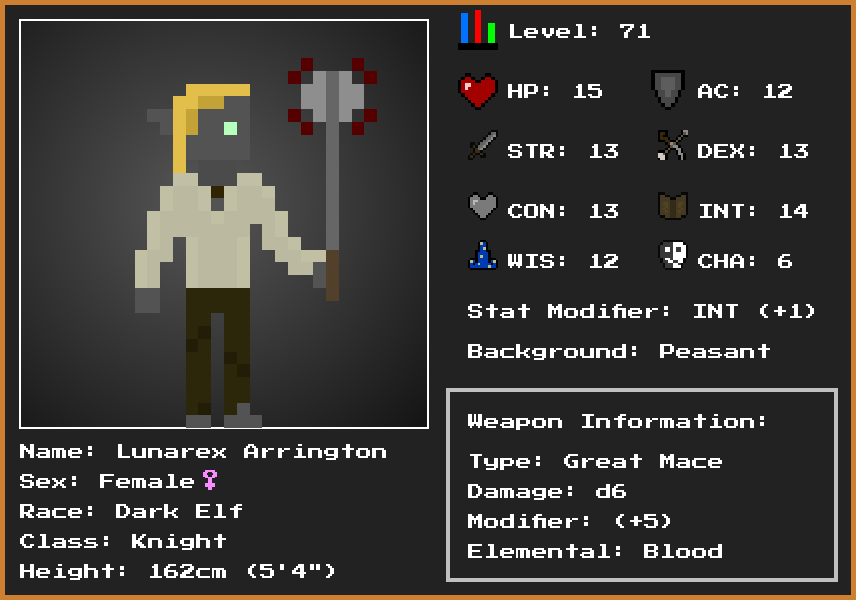 Level: 71
HP: 15
AC: 12
STR: 13
DEX: 13
CON: 13
INT: 14
WIS: 12
CHA: 6
Stat Modifier: INT (+1)
Background: Peasant
Weapon Information:
Type: Great Mace
Damage: d6
Modifier: (+5)
Elemental: Blood
Name: Lunarex Arrington
Sex: Female♀
Race: Dark Elf
Class: Knight
Height: 162cm (5'4")